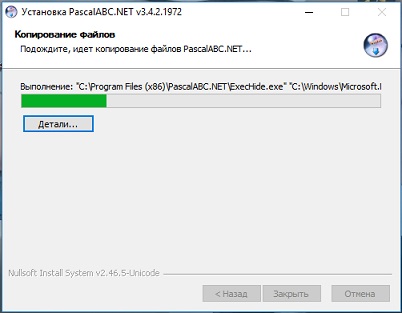 Установка PascalABC.NET v3.4.2.1972
Копирование файлов
Подождите, идет копирование файлов PascalABC.NET...
Выполнение: "C:\Program Files (x86)\PascalABC.NET\ExecHide.exe" "C:\Windows\Microsoft.
Детали...
Nullsoft Install System v2.46.5-Unicode
< Назад
Закрыть
Отмена